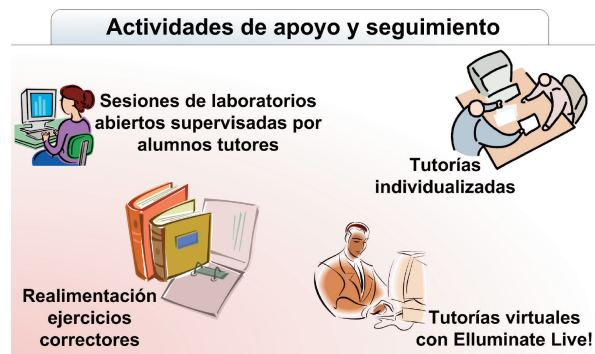 Actividades de apoyo y seguimiento
Sesiones de laboratorios
abiertos supervisadas por
alumnos tutores
Tutorías
individualizadas
Realimentación
ejercicios
correctores
Tutorías virtuales
con Elluminate Live!